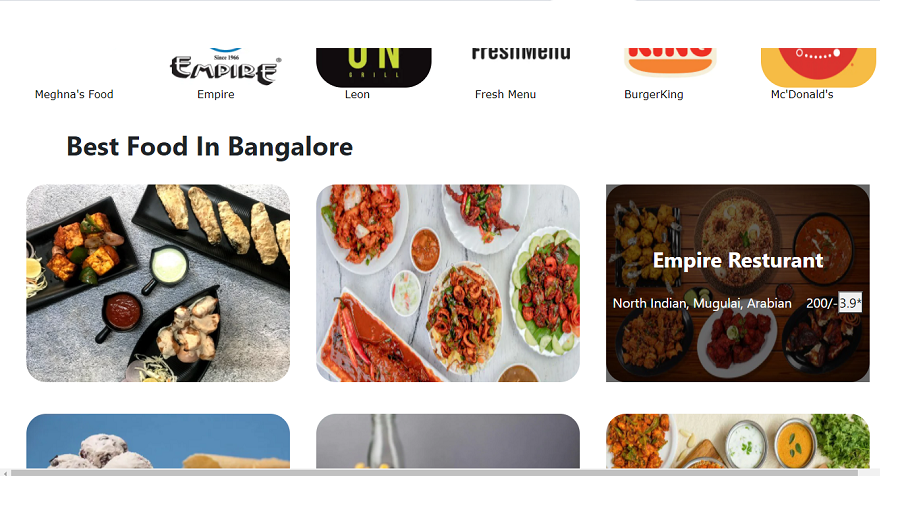 Since 1966
EMPIRE®
UN
GRILL
FreshMenu
KING
Meghna's Food
Empire
Leon
Fresh Menu
BurgerKing
Mc'Donald's
Best Food In Bangalore
Empire Resturant
North Indian, Mugulai, Arabian 200/- 3.9*